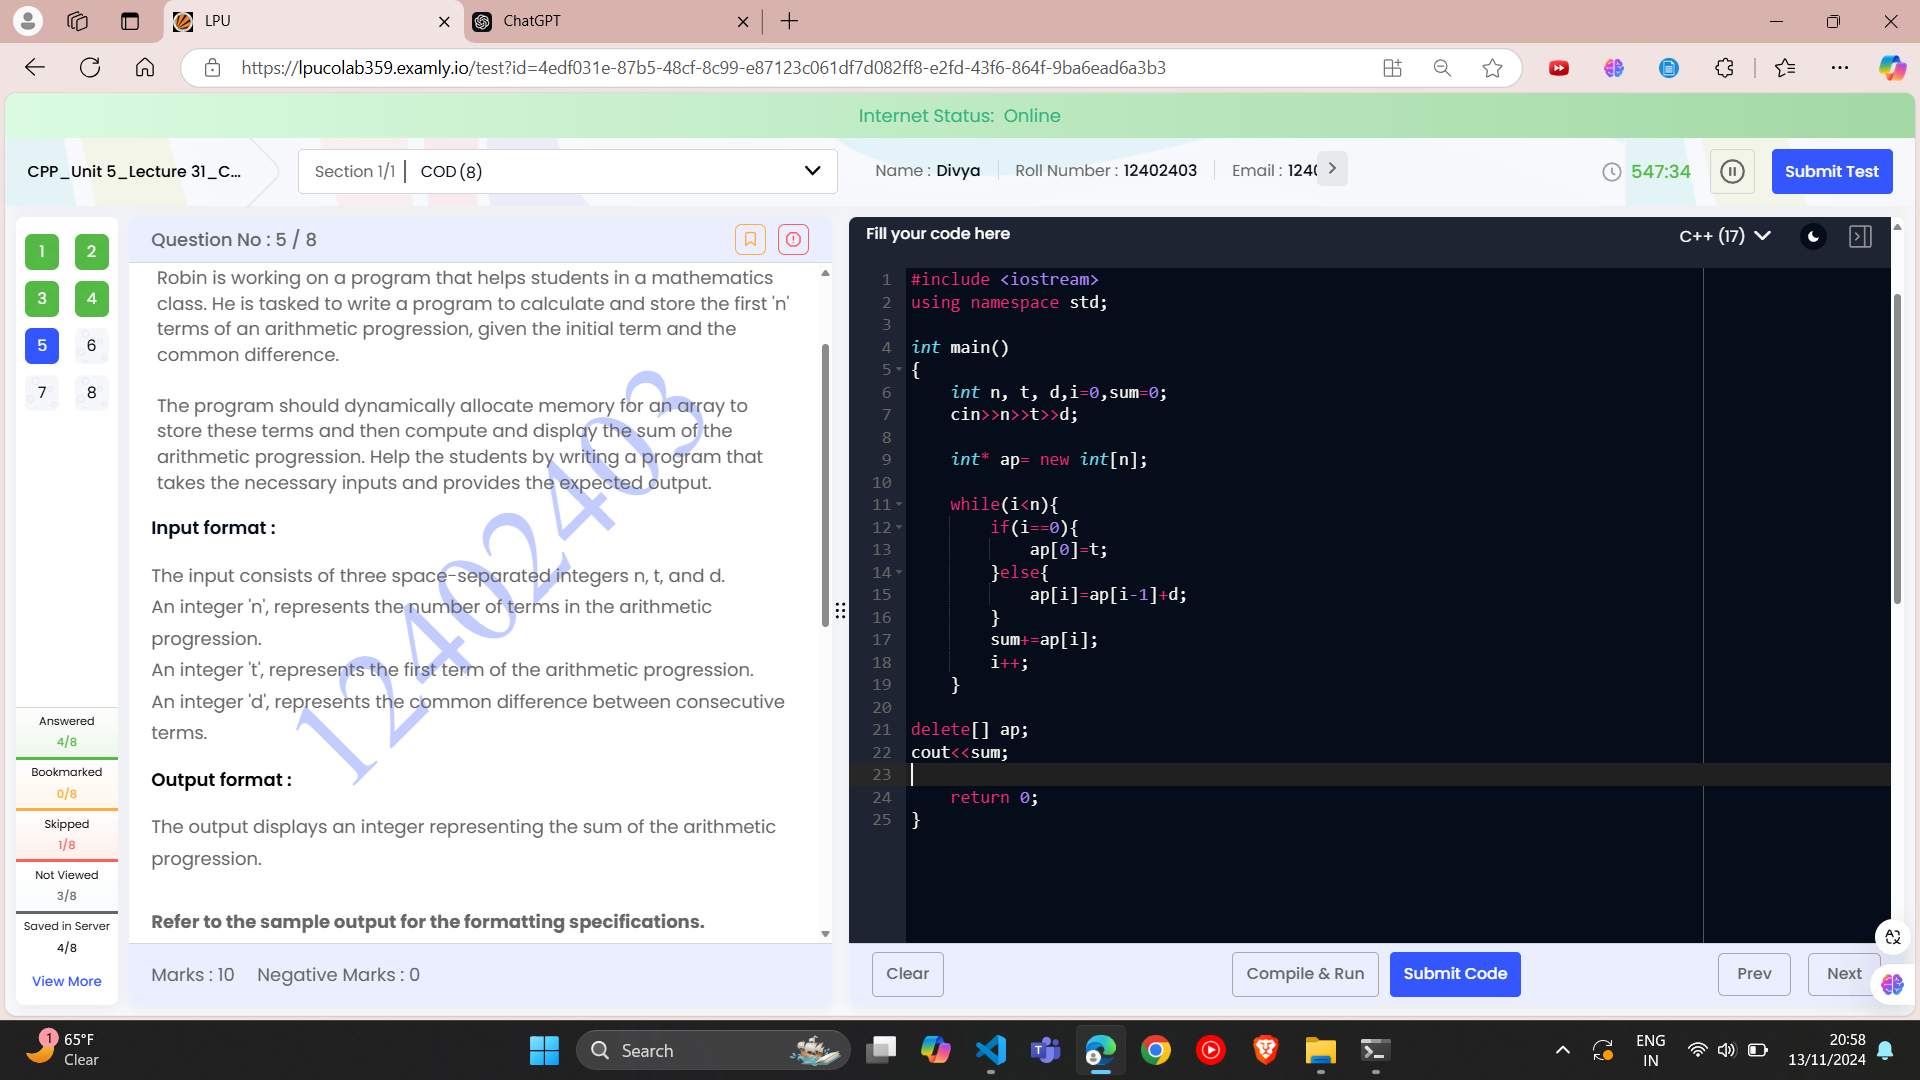 LPU
ChatGPT
https://lpucolab359.examly.io/test?id=4edf031e-87b5-48cf-8c99-e87123c061df7d082ff8-e2fd-43f6-864f-9ba6ead6a3b3
Internet Status: Online
CPP_Unit 5_Lecture 31_C...
Section 1/1 | COD (8)
Name : Divya
Roll Number : 12402403
Email : 1240
547:34
Submit Test
1 2
3 4
5 6
7 8
Answered
4/8
Bookmarked
0/8
Skipped
1/8
Not Viewed
3/8
Saved in Server
4/8
View More
Question No : 5 / 8
Robin is working on a program that helps students in a mathematics
class. He is tasked to write a program to calculate and store the first 'n'
terms of an arithmetic progression, given the initial term and the
common difference.
The program should dynamically allocate memory for an array to
store these terms and then compute and display the sum of the
arithmetic progression. Help the students by writing a program that
takes the necessary inputs and provides the expected output.
Input format :
The input consists of three space-separated integers n, t, and d.
An integer 'n', represents the number of terms in the arithmetic
progression.
An integer 't', represents the first term of the arithmetic progression.
An integer 'd', represents the common difference between consecutive
terms.
Output format :
The output displays an integer representing the sum of the arithmetic
progression.
Refer to the sample output for the formatting specifications.
12402403
Marks : 10 Negative Marks : 0
Fill your code here
C++ (17)
1 #include <iostream>
2 using namespace std;
3
4 int main()
5 {
6 int n, t, d,i=0,sum=0;
7 cin>>n>>t>>d;
8
9 int* ap= new int[n];
10
11 while(i<n){
12 if(i==0){
13 ap[0]=t;
14 }else{
15 ap[i]=ap[i-1]+d;
16 }
17 sum+=ap[i];
18 i++;
19 }
20
21 delete[] ap;
22 cout<<sum;
23
24 return 0;
25 }
Clear
Compile & Run
Submit Code
Prev
Next
1
65°F
Clear
Search
ENG
IN
20:58
13/11/2024